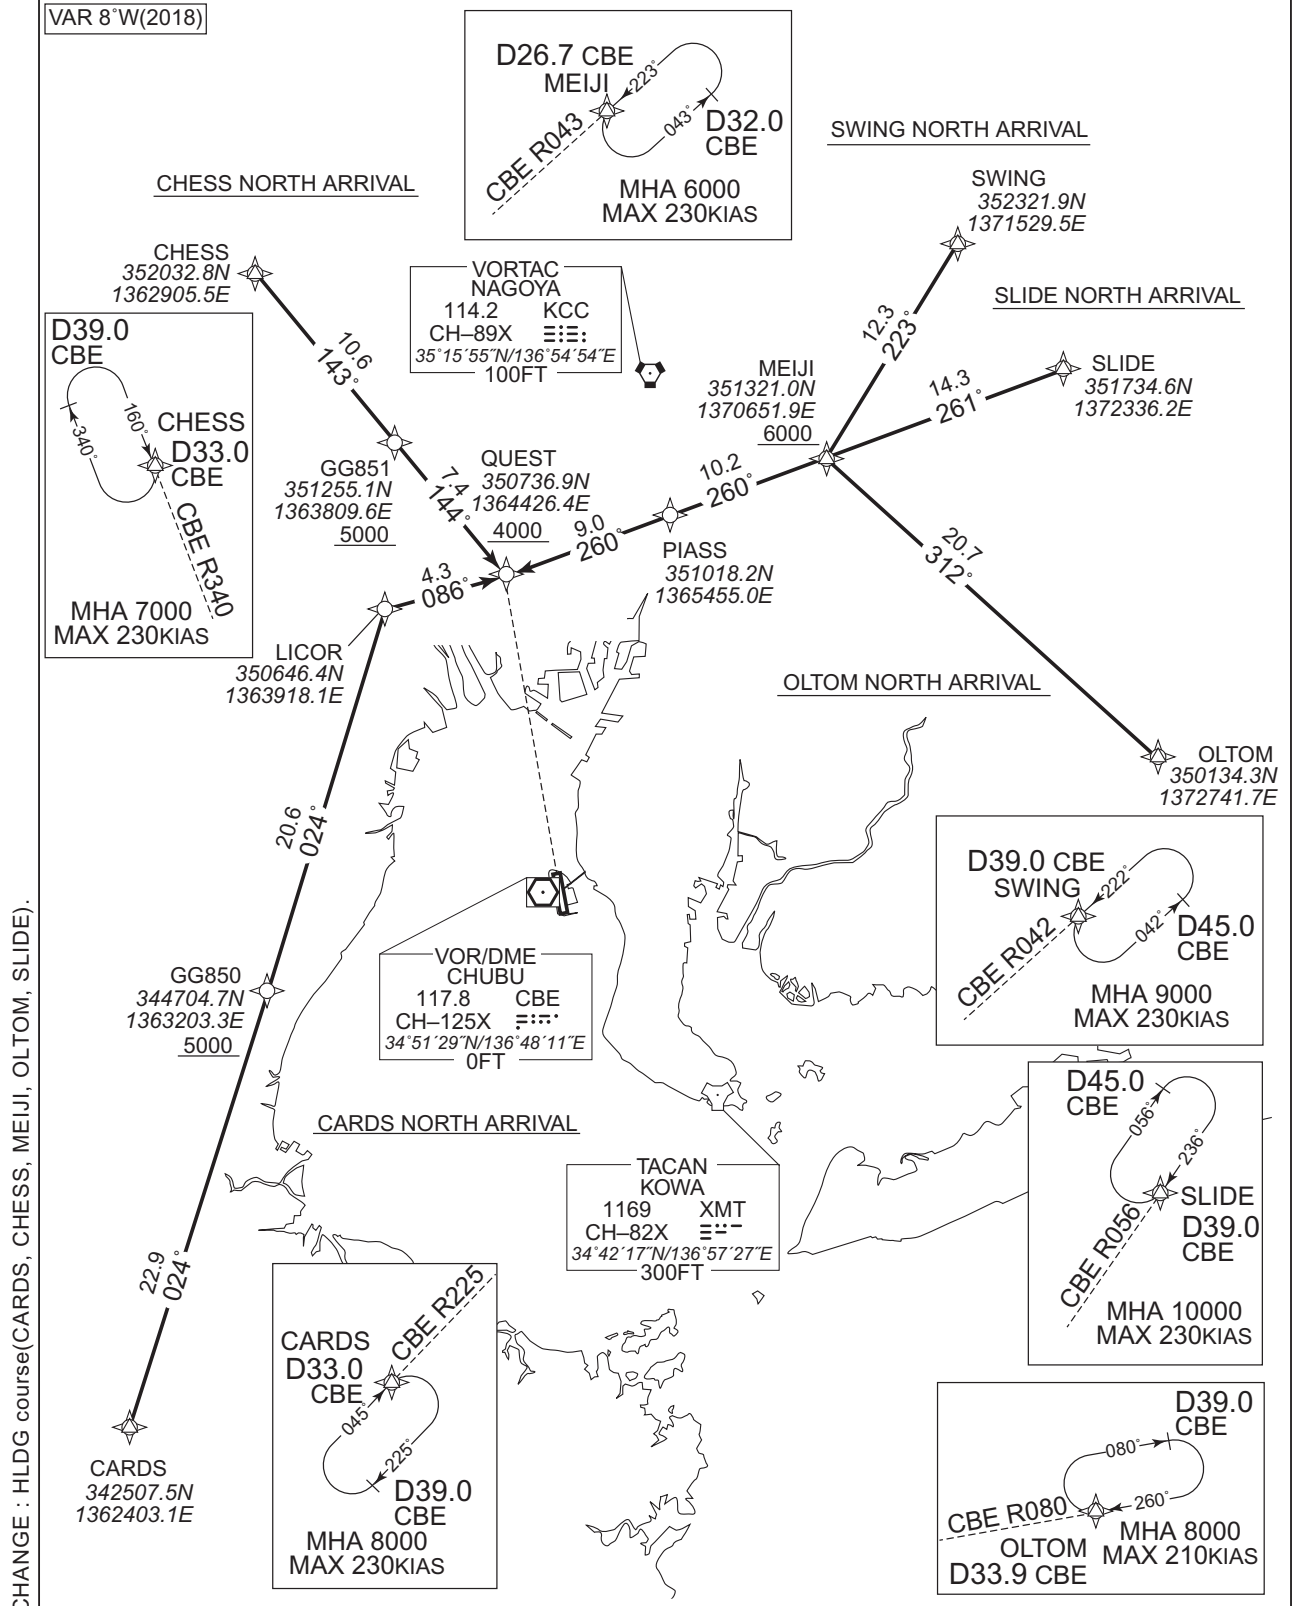 VAR 8˚W(2018)
D26.7 CBE
MEIJI
223˚
043˚
D32.0
CBE
CBE R043
MHA 6000
MAX 230KIAS
SWING NORTH ARRIVAL
CHESS NORTH ARRIVAL
SWING
352321.9N
1371529.5E
CHESS
352032.8N
1362905.5E
VORTAC
NAGOYA
114.2 KCC
CH–89X
35˚15´55˝N/136˚54´54˝E
100FT
SLIDE NORTH ARRIVAL
12.3
223˚
D39.0
CBE
160˚
340˚
CHESS
D33.0
CBE
CBE R340
MHA 7000
MAX 230KIAS
10.6
143˚
MEIJI
351321.0N
1370651.9E
6000
14.3
261˚
SLIDE
351734.6N
1372336.2E
GG851
351255.1N
1363809.6E
5000
7.4
144˚
QUEST
350736.9N
1364426.4E
4000
10.2
260˚
9.0
260˚
PIASS
351018.2N
1365455.0E
20.7
312˚
4.3
086˚
LICOR
350646.4N
1363918.1E
OLTOM NORTH ARRIVAL
OLTOM
350134.3N
1372741.7E
20.6
024˚
D39.0 CBE
SWING
222˚
042˚
D45.0
CBE
CBE R042
MHA 9000
MAX 230KIAS
GG850
344704.7N
1363203.3E
5000
VOR/DME
CHUBU
117.8 CBE
CH–125X
34˚51´29˝N/136˚48´11˝E
0FT
D45.0
CBE
056˚
236˚
SLIDE
D39.0
CBE
CBE R056
MHA 10000
MAX 230KIAS
CARDS NORTH ARRIVAL
TACAN
KOWA
1169 XMT
CH–82X
34˚42´17˝N/136˚57´27˝E
300FT
22.9
024˚
CBE R225
CARDS
D33.0
CBE
045˚
225˚
D39.0
CBE
MHA 8000
MAX 230KIAS
CARDS
342507.5N
1362403.1E
D39.0
CBE
080˚
260˚
CBE R080
OLTOM
D33.9 CBE
MHA 8000
MAX 210KIAS
CHANGE : HLDG course(CARDS, CHESS, MEIJI, OLTOM, SLIDE).